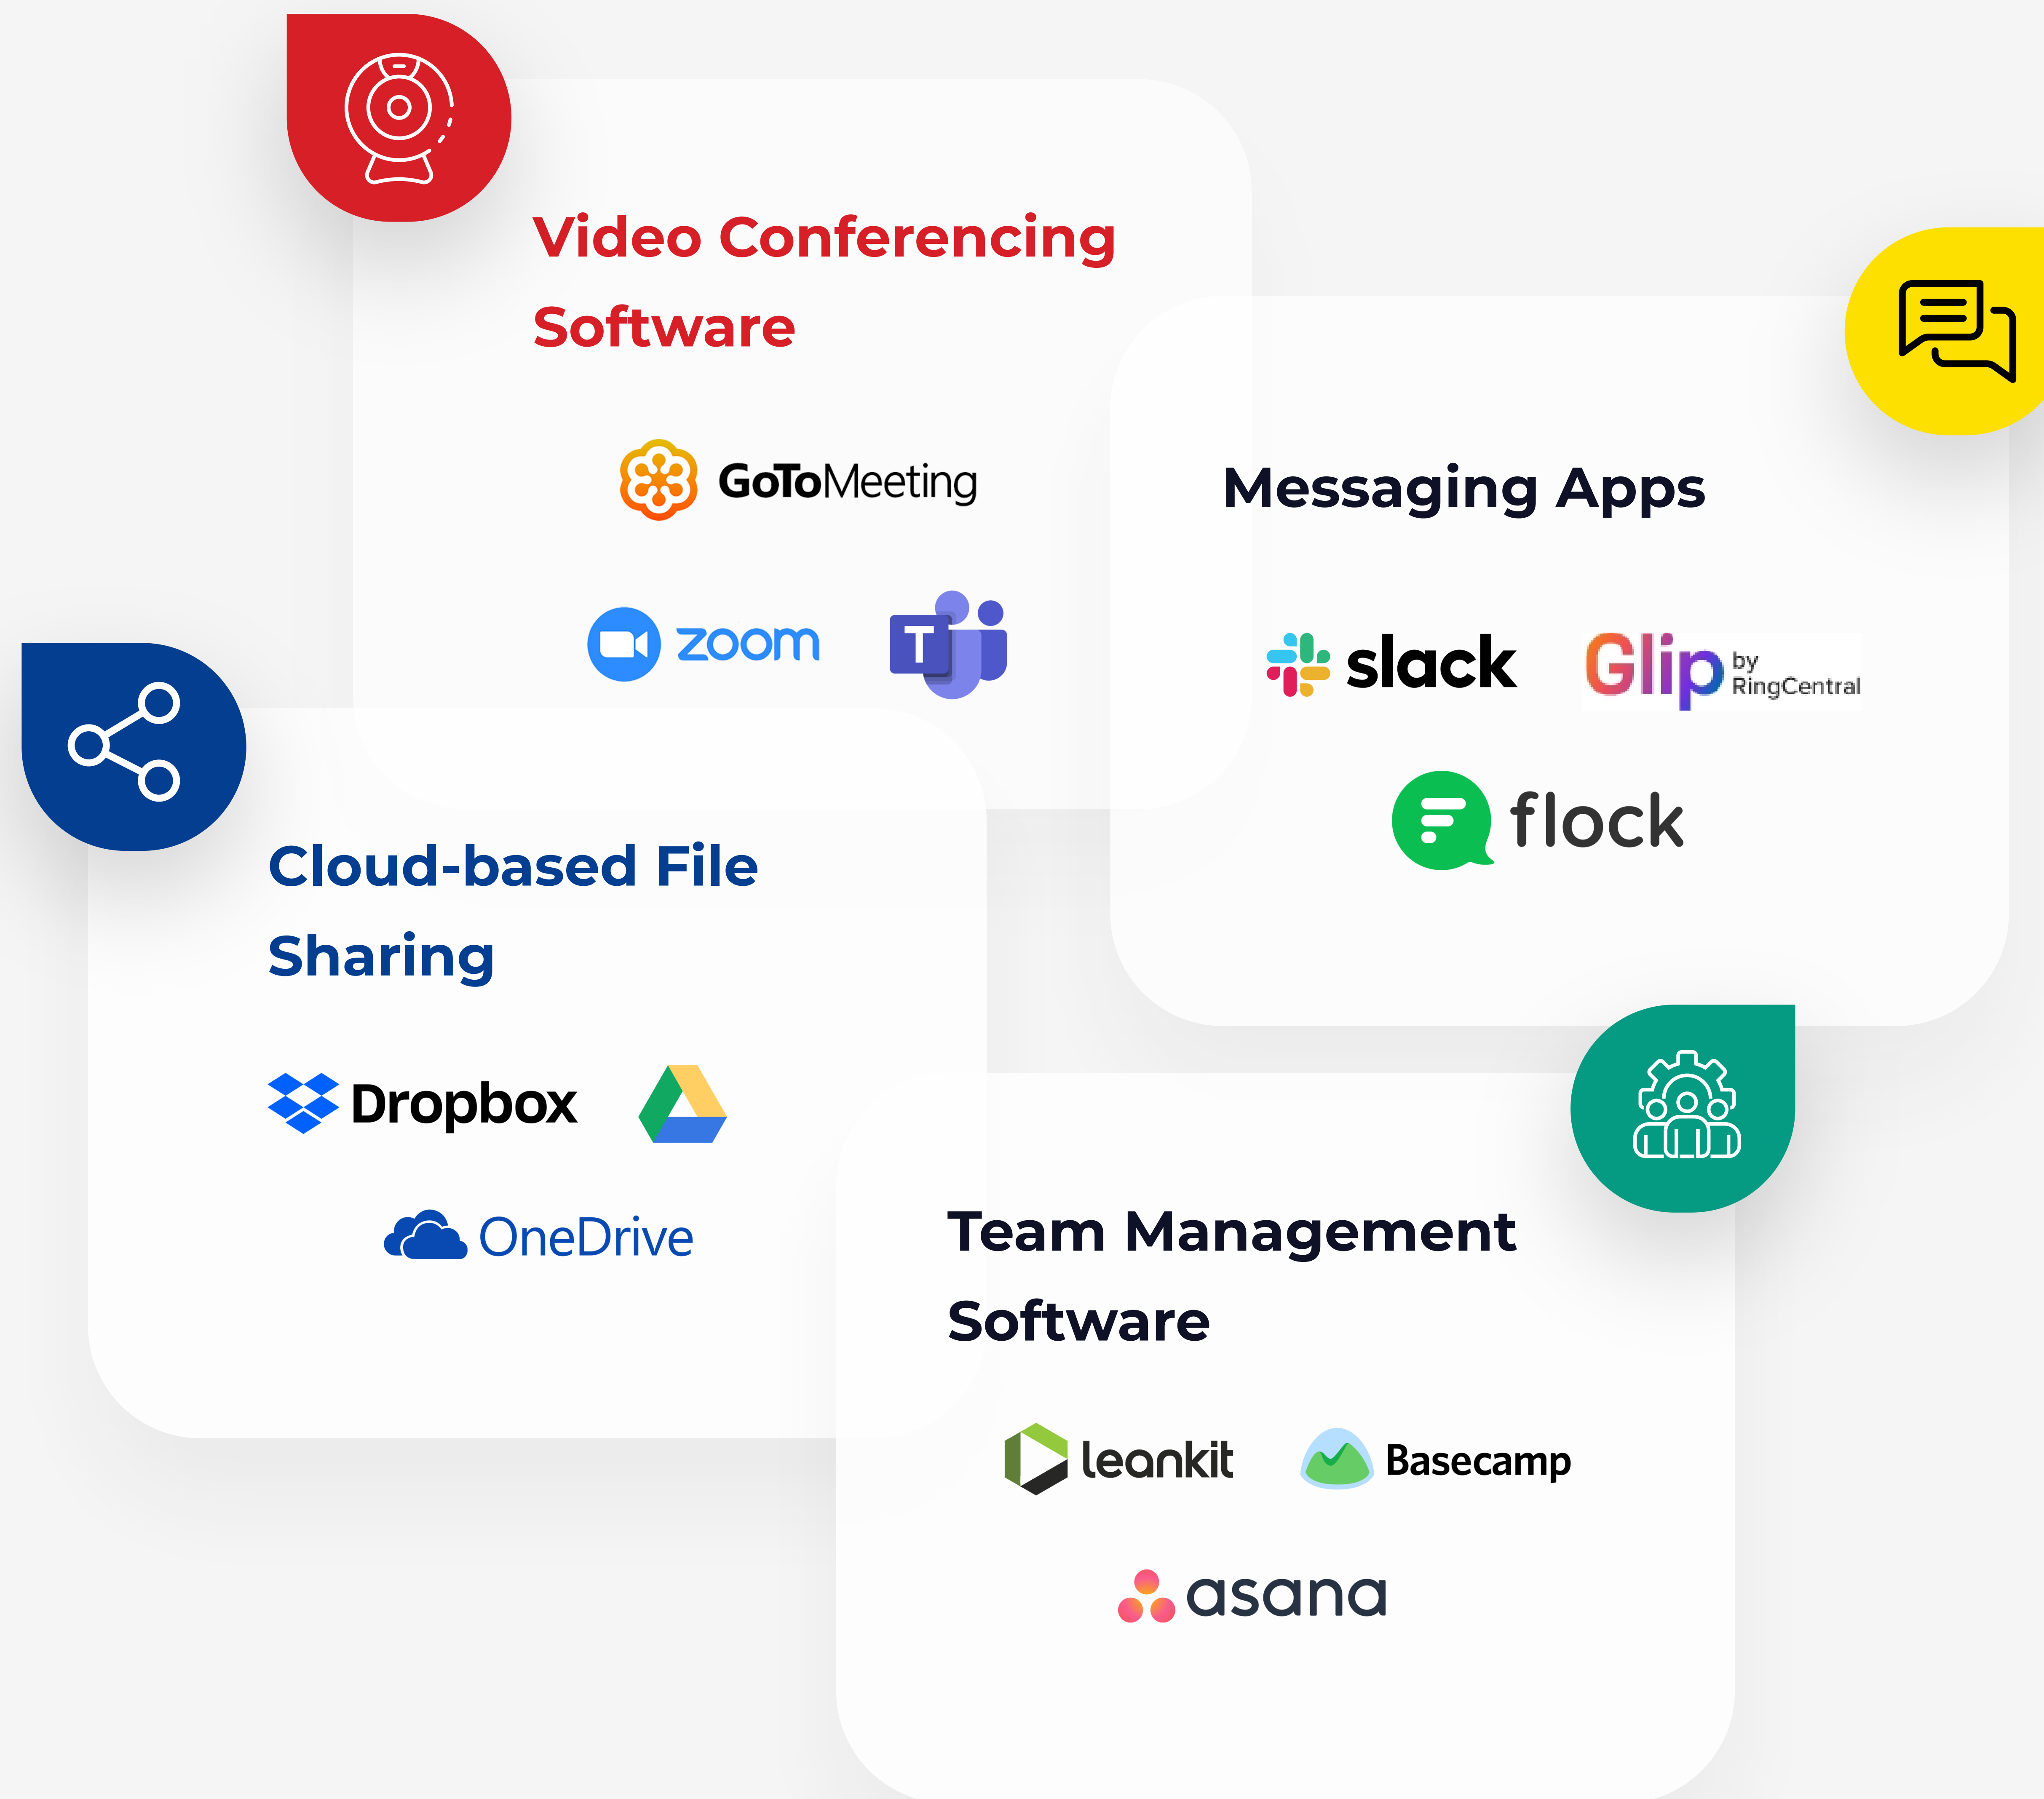 Video Conferencing
Software
GoToMeeting
zoom
T
Messaging Apps
slack
Glip by
RingCentral
flock
Cloud-based File
Sharing
Dropbox
OneDrive
Team Management
Software
leankit
Basecamp
asana